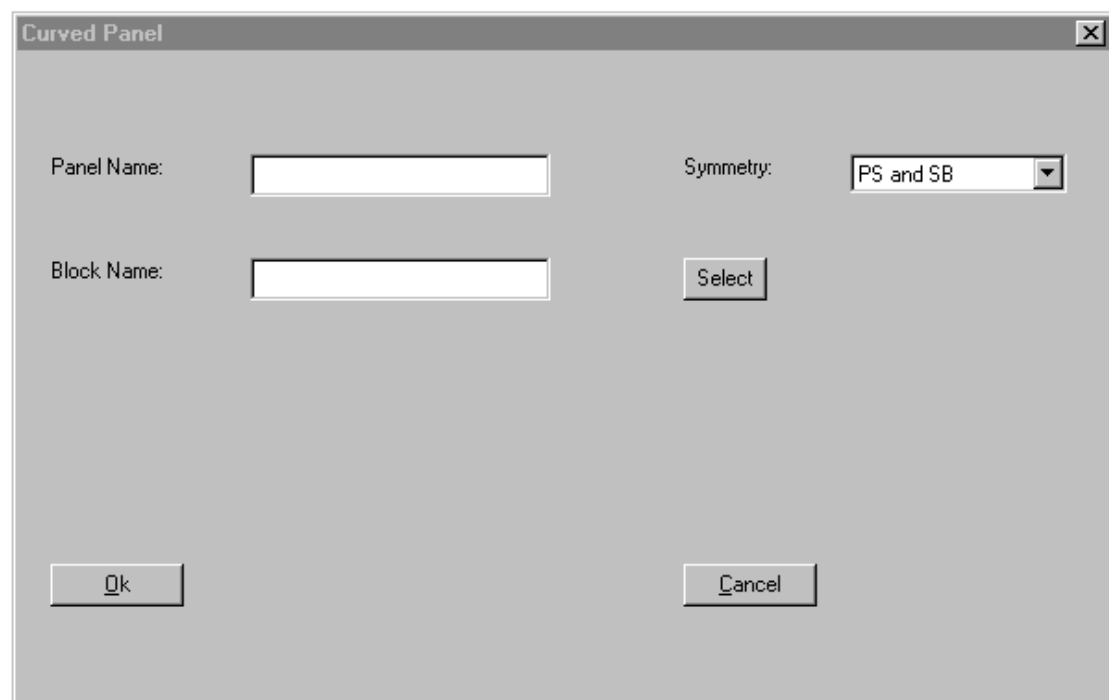 Curved Panel
Panel Name:
Symmetry:
PS and SB
Block Name:
Select
Ok
Cancel